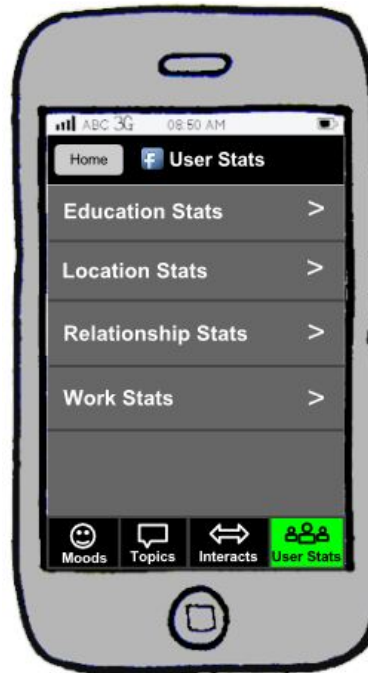 ABC 3G 08:50 AM
Home f User Stats
Education Stats >
Location Stats >
Relationship Stats >
Work Stats >
Moods Topics Interacts User Stats